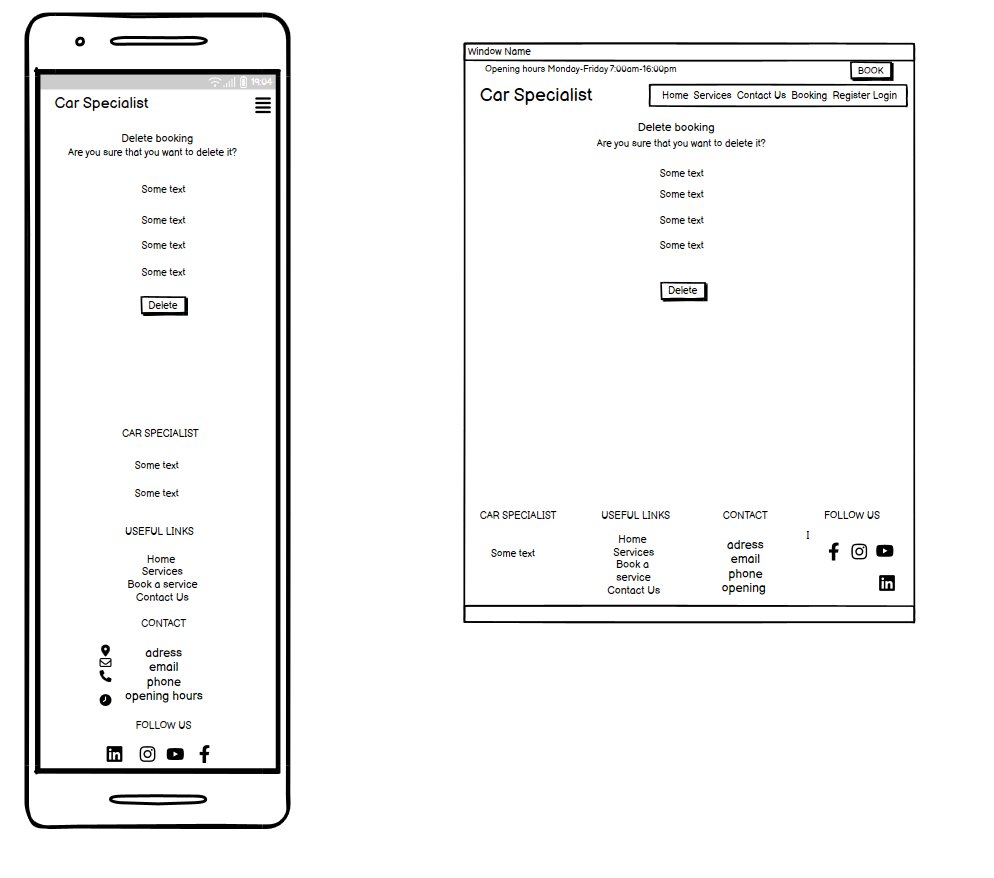 19:04
Car Specialist
Delete booking
Are you sure that you want to delete it?
Some text
Some text
Some text
Some text
Delete
CAR SPECIALIST
Some text
Some text
USEFUL LINKS
Home
Services
Book a service
Contact Us
CONTACT
adress
email
phone
opening hours
FOLLOW US
Window Name
Opening hours Monday-Friday 7:00am-16:00pm
BOOK
Car Specialist
Home Services Contact Us Booking Register Login
Delete booking
Are you sure that you want to delete it?
Some text
Some text
Some text
Some text
Delete
CAR SPECIALIST
Some text
USEFUL LINKS
Home
Services
Book a
service
Contact Us
CONTACT
adress
email
phone
opening
FOLLOW US